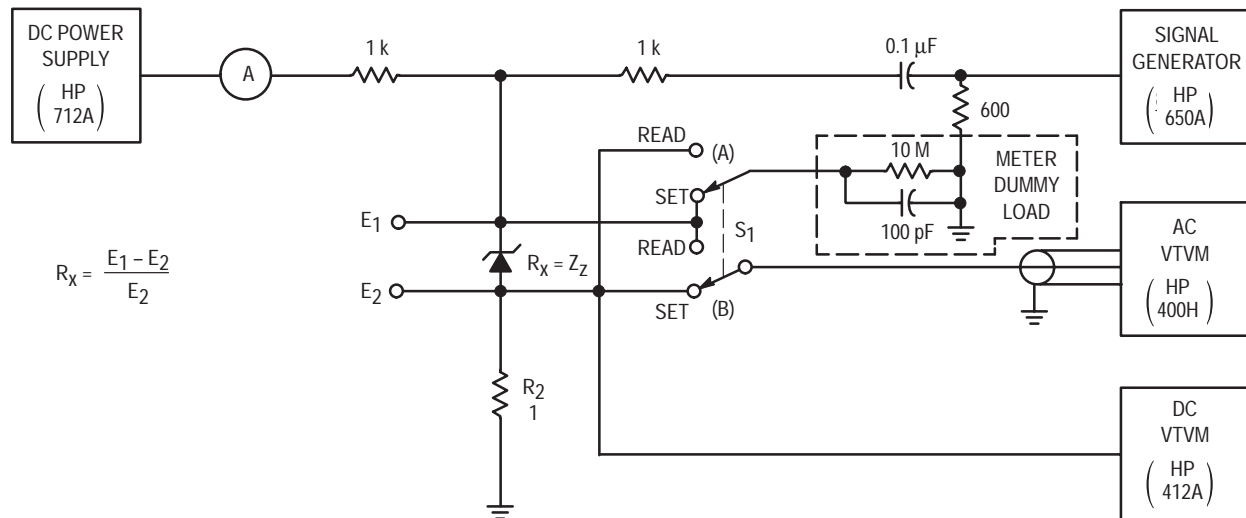 DC POWER
SUPPLY
( HP
712A )
A
1 k
1 k
0.1 μF
SIGNAL
GENERATOR
( HP
650A )
600
READ
(A)
10 M
METER
DUMMY
LOAD
SET
100 pF
E1
READ
S1
AC
VTVM
( HP
400H )
Rx = E1 – E2
E2
Rx = ZZ
E2
SET
(B)
R2
1
DC
VTVM
( HP
412A )